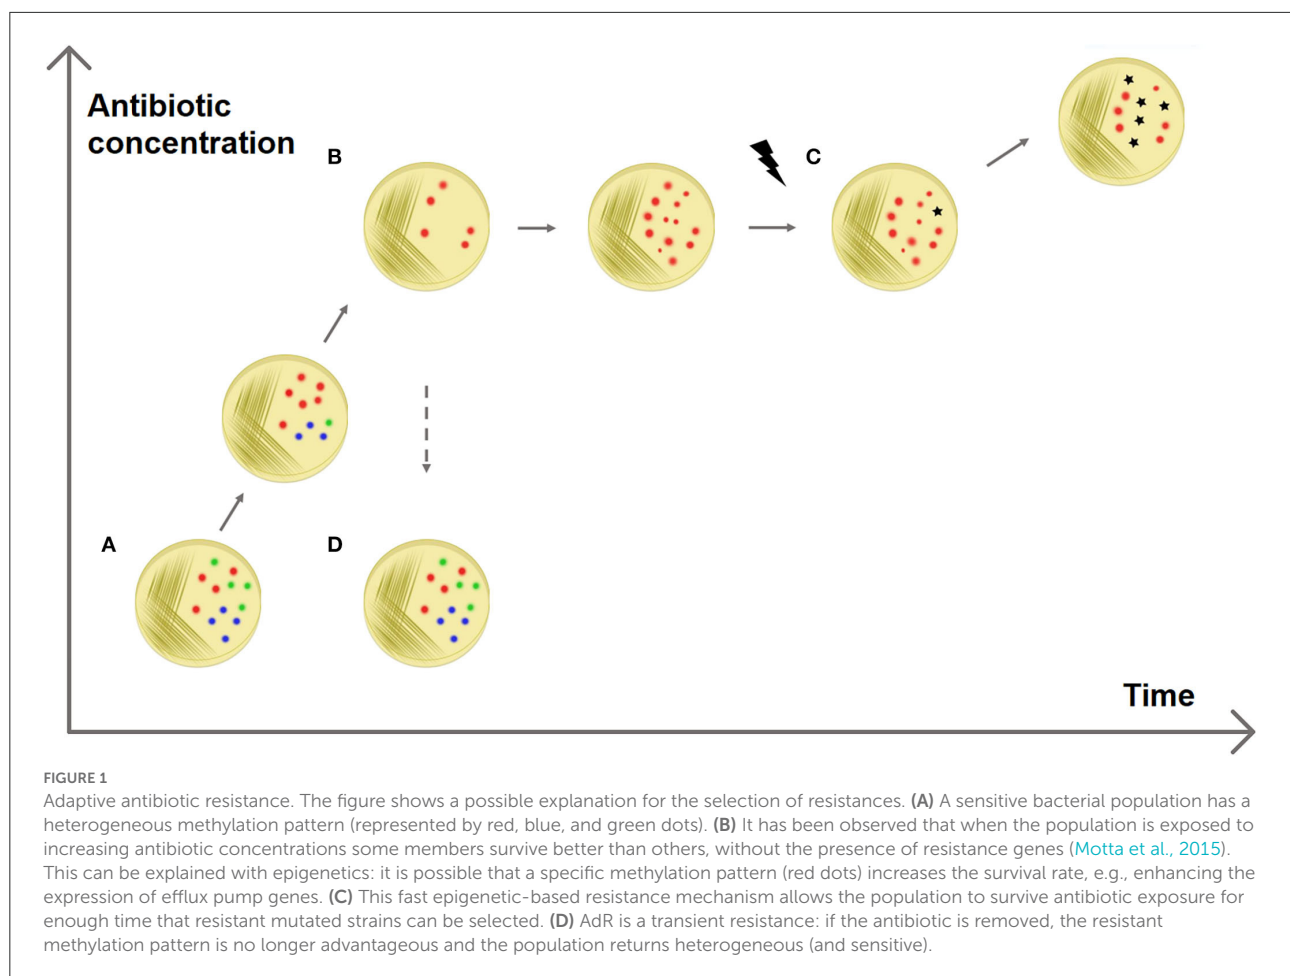 Antibiotic
concentration
B
C
A
D
Time
FIGURE 1
Adaptive antibiotic resistance. The figure shows a possible explanation for the selection of resistances. (A) A sensitive bacterial population has a
heterogeneous methylation pattern (represented by red, blue, and green dots). (B) It has been observed that when the population is exposed to
increasing antibiotic concentrations some members survive better than others, without the presence of resistance genes (Motta et al., 2015).
This can be explained with epigenetics: it is possible that a specific methylation pattern (red dots) increases the survival rate, e.g., enhancing the
expression of efflux pump genes. (C) This fast epigenetic-based resistance mechanism allows the population to survive antibiotic exposure for
enough time that resistant mutated strains can be selected. (D) AdR is a transient resistance: if the antibiotic is removed, the resistant
methylation pattern is no longer advantageous and the population returns heterogeneous (and sensitive).